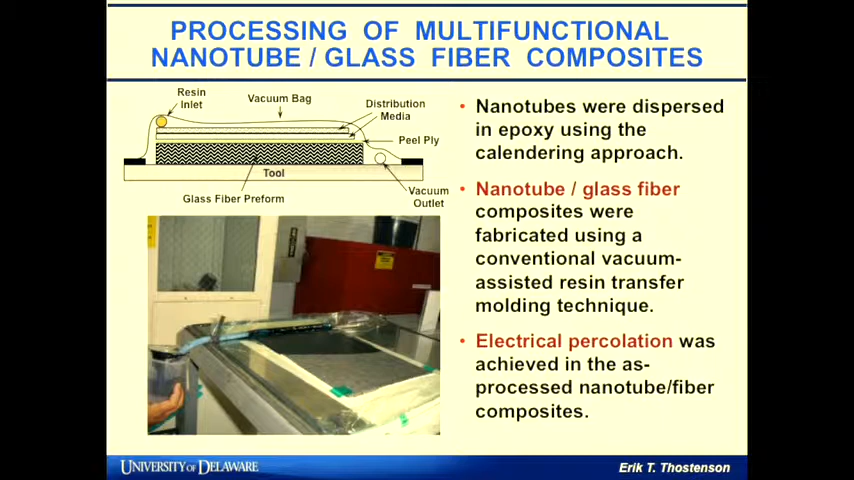 PROCESSING OF MULTIFUNCTIONAL
NANOTUBE / GLASS FIBER COMPOSITES
Resin
Inlet
Vacuum Bag
Distribution
Media
Peel Ply
Tool
Glass Fiber Preform
Vacuum
Outlet
• Nanotubes were dispersed
in epoxy using the
calendering approach.
• Nanotube / glass fiber
composites were
fabricated using a
conventional vacuum-
assisted resin transfer
molding technique.
• Electrical percolation was
achieved in the as-
processed nanotube/fiber
composites.
UNIVERSITY OF DELAWARE
Erik T. Thostenson